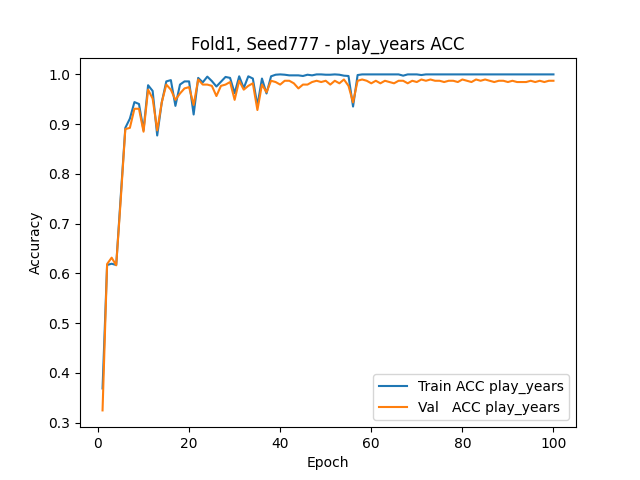 Fold1, Seed777 - play_years ACC
1.0
0.9
0.8
0.7
0.6
0.5
0.4
0.3
Accuracy
0
20
40
60
80
100
Epoch
Train ACC play_years
Val   ACC play_years